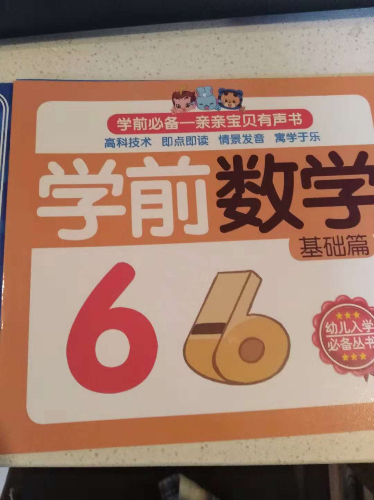 学前必备—亲亲宝贝有声书
高科技术 即点即读 情景发音 寓学于乐
学前数学
基础篇
6
幼儿入学
必备丛书